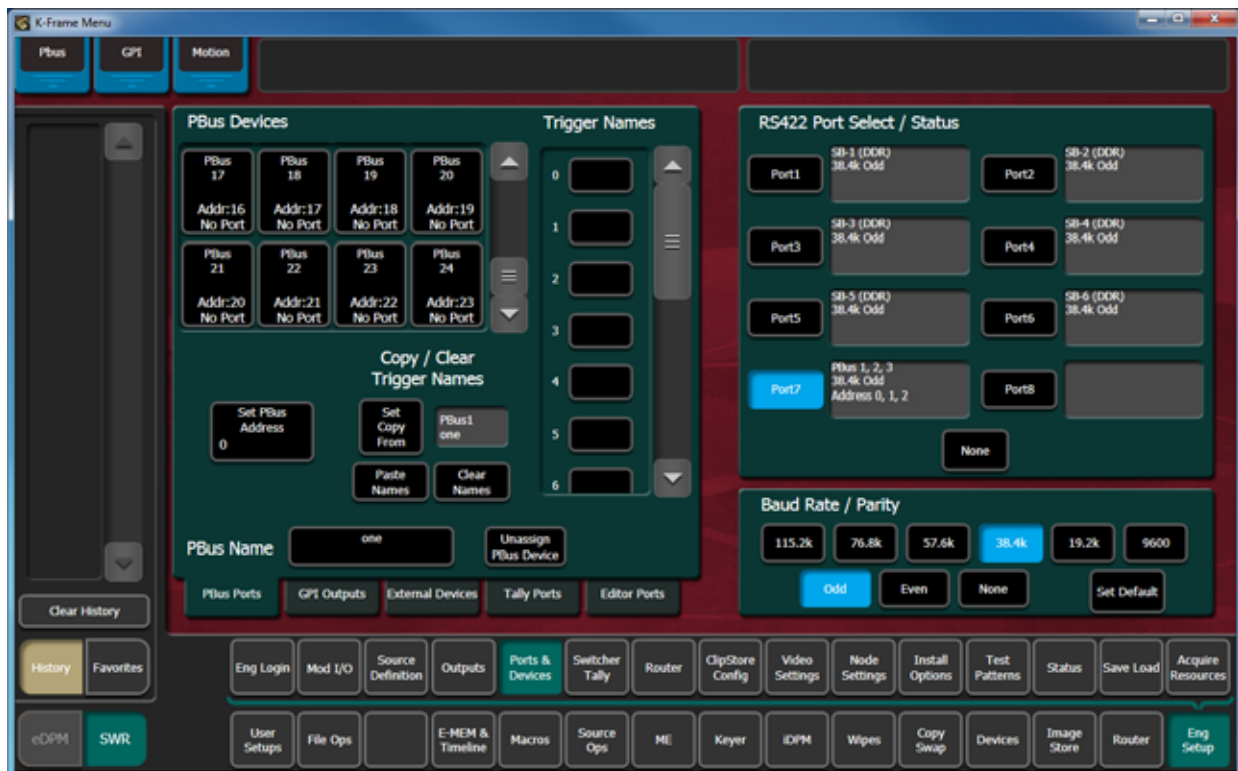 K-Frame Menu
Pbus GPI Motion
PBus Devices
Trigger Names
PBus 17 Addr:16 No Port
PBus 18 Addr:17 No Port
PBus 19 Addr:18 No Port
PBus 20 Addr:19 No Port
PBus 21 Addr:20 No Port
PBus 22 Addr:21 No Port
PBus 23 Addr:22 No Port
PBus 24 Addr:23 No Port
0
1
2
3
4
5
6
Copy / Clear
Trigger Names
Set PBus Address 0
Set Copy From
PBus1 one
Paste Names
Clear Names
PBus Name
one
Unassign PBus Device
PBus Ports GPI Outputs External Devices Tally Ports Editor Ports
RS422 Port Select / Status
Port1
SB-1 (DDR)
38.4k Odd
Port2
SB-2 (DDR)
38.4k Odd
Port3
SB-3 (DDR)
38.4k Odd
Port4
SB-4 (DDR)
38.4k Odd
Port5
SB-5 (DDR)
38.4k Odd
Port6
SB-6 (DDR)
38.4k Odd
Port7
PBus 1, 2, 3
38.4k Odd
Address 0, 1, 2
Port8
None
Baud Rate / Parity
115.2k 76.8k 57.6k 38.4k 19.2k 9600
Odd Even None Set Default
Clear History
History Favorites
Eng Login Mod I/O Source Definition Outputs Ports & Devices Switcher Tally Router ClipStore Config Video Settings Node Settings Install Options Test Patterns Status Save Load Acquire Resources
eDPM SWR
User Setups File Ops E-MEM & Timeline Macros Source Ops ME Keyer iDPM Wipes Copy Swap Devices Image Store Router Eng Setup